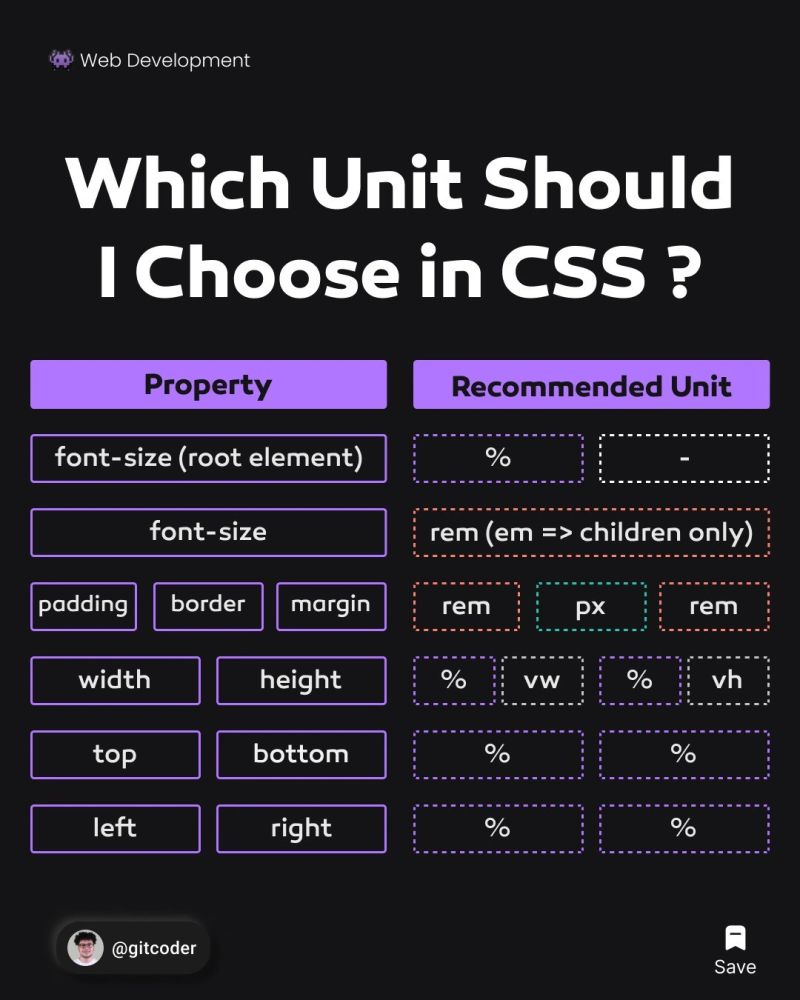 Web Development
Which Unit Should
I Choose in CSS ?
Property Recommended Unit
font-size (root element) % -
font-size rem (em => children only)
padding border margin rem px rem
width height % vw % vh
top bottom % %
left right % %
@gitcoder
Save